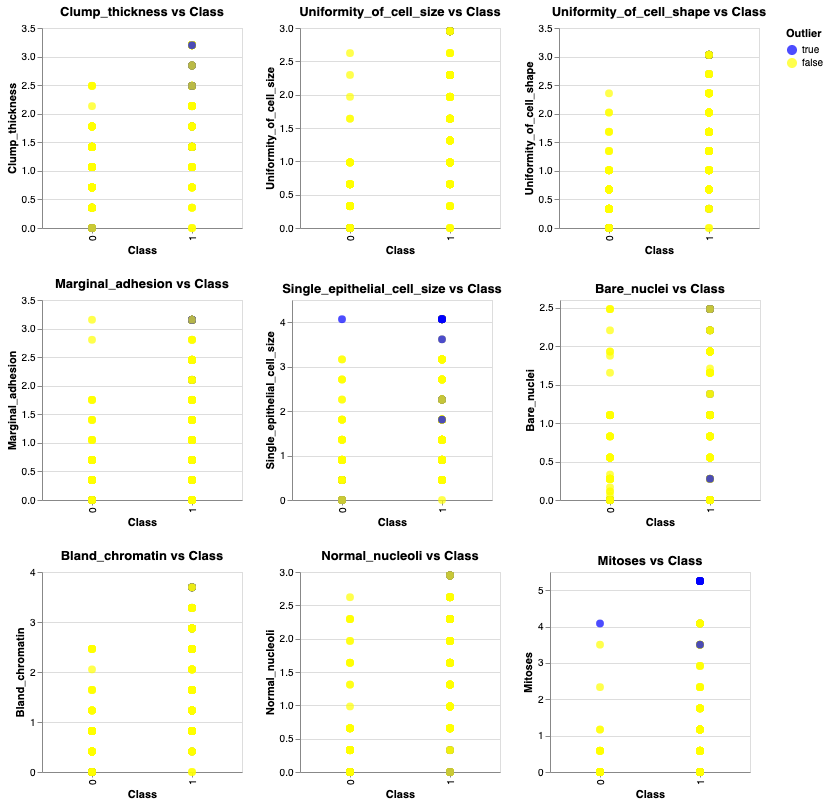 Clump_thickness vs Class
Uniformity_of_cell_size vs Class
Uniformity_of_cell_shape vs Class
Outlier
true
false
3.5
3.0
2.5
2.0
1.5
1.0
0.5
0.0
Clump_thickness
0
1
Class
3.0
2.5
2.0
1.5
1.0
0.5
0.0
Uniformity_of_cell_size
0
1
Class
3.5
3.0
2.5
2.0
1.5
1.0
0.5
0.0
Uniformity_of_cell_shape
0
1
Class
Marginal_adhesion vs Class
Single_epithelial_cell_size vs Class
Bare_nuclei vs Class
3.5
3.0
2.5
2.0
1.5
1.0
0.5
0.0
Marginal_adhesion
0
1
Class
4
3
2
1
0
Single_epithelial_cell_size
0
1
Class
2.5
2.0
1.5
1.0
0.5
0.0
Bare_nuclei
0
1
Class
Bland_chromatin vs Class
Normal_nucleoli vs Class
Mitoses vs Class
4
3
2
1
0
Bland_chromatin
0
1
Class
3.0
2.5
2.0
1.5
1.0
0.5
0.0
Normal_nucleoli
0
1
Class
5
4
3
2
1
0
Mitoses
0
1
Class